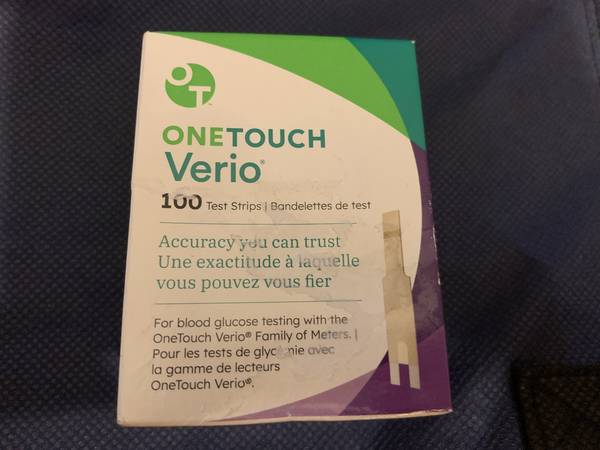 OT
ONETOUCH
Verio®
100 Test Strips | Bandelettes de test
Accuracy you can trust
Une exactitude à laquelle
vous pouvez vous fier
For blood glucose testing with the
OneTouch Verio® Family of Meters. |
Pour les tests de glycémie avec
la gamme de lecteurs
OneTouch Verio®.